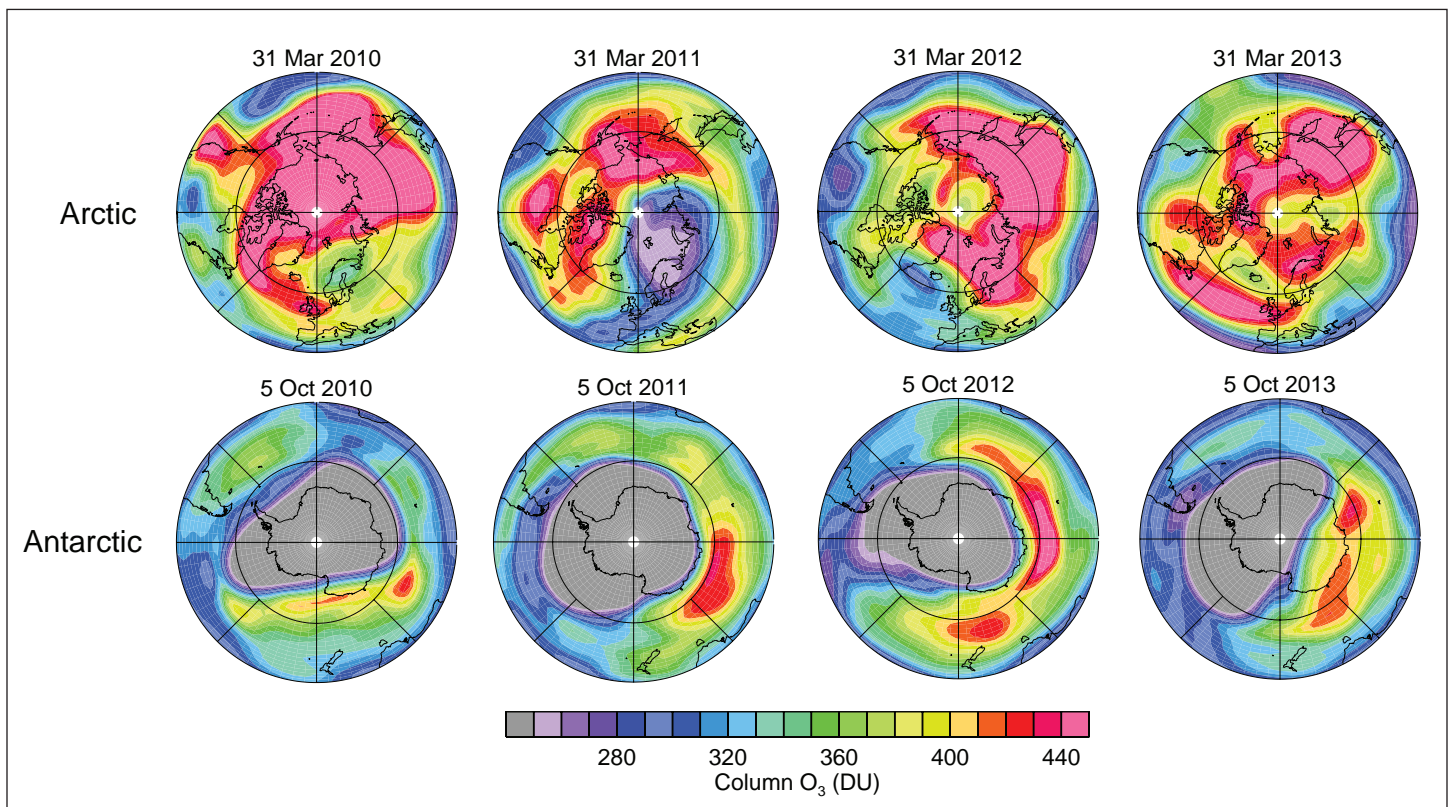 31 Mar 2010
31 Mar 2011
31 Mar 2012
31 Mar 2013
Arctic
5 Oct 2010
5 Oct 2011
5 Oct 2012
5 Oct 2013
Antarctic
280 320 360 400 440
Column O₃ (DU)